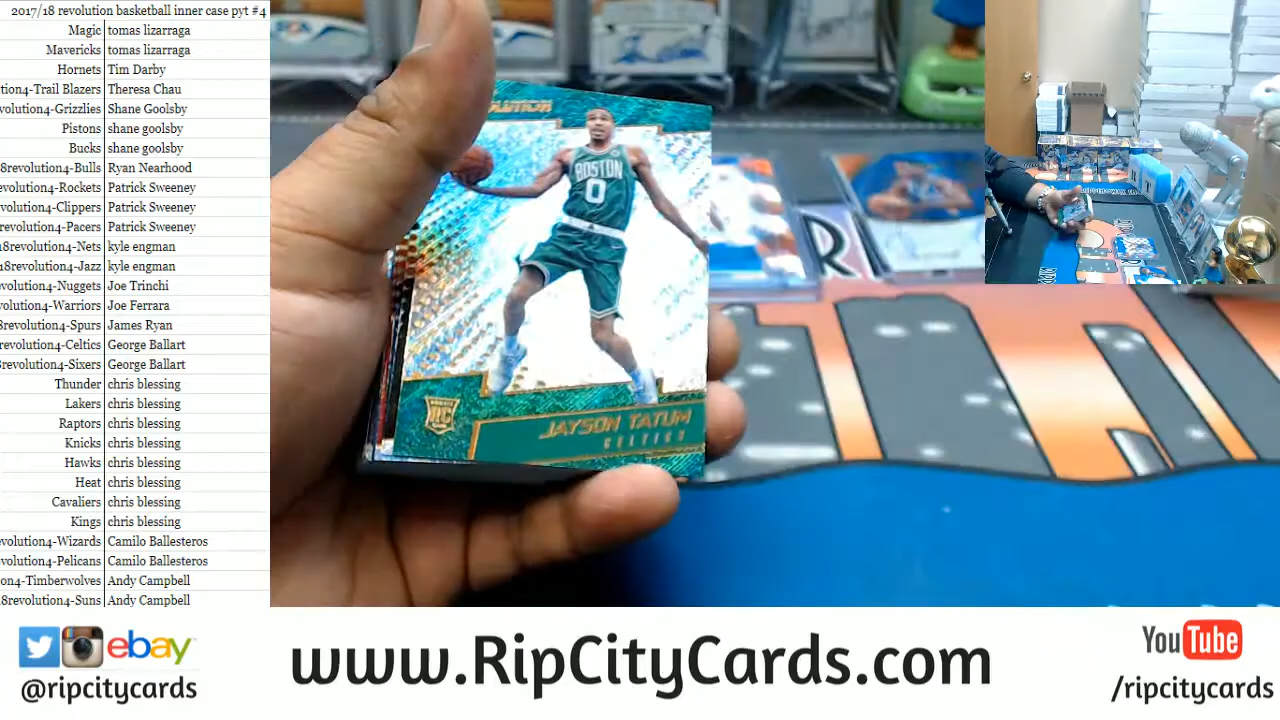 2017/18 revolution basketball inner case pyt #4
Magic tomas lizarraga
Mavericks tomas lizarraga
Hornets Tim Darby
tion4-Trail Blazers Theresa Chau
volution4-Grizzlies Shane Goolsby
Pistons shane goolsby
Bucks shane goolsby
8revolution4-Bulls Ryan Nearhood
evolution4-Rockets Patrick Sweeney
volution4-Clippers Patrick Sweeney
evolution4-Pacers Patrick Sweeney
18revolution4-Nets kyle engman
18revolution4-Jazz kyle engman
evolution4-Nuggets Joe Trinchi
volution4-Warriors Joe Ferrara
8revolution4-Spurs James Ryan
revolution4-Celtics George Ballart
revolution4-Sixers George Ballart
Thunder chris blessing
Lakers chris blessing
Raptors chris blessing
Knicks chris blessing
Hawks chris blessing
Heat chris blessing
Cavaliers chris blessing
Kings chris blessing
volution4-Wizards Camilo Ballesteros
volution4-Pelicans Camilo Ballesteros
on4-Timberwolves Andy Campbell
8revolution4-Suns Andy Campbell
BOSTON
0
RC
JAYSON TATUM
CELTICS
R
ebay
@ripcitycards
www.RipCityCards.com
YouTube
/ripcitycards